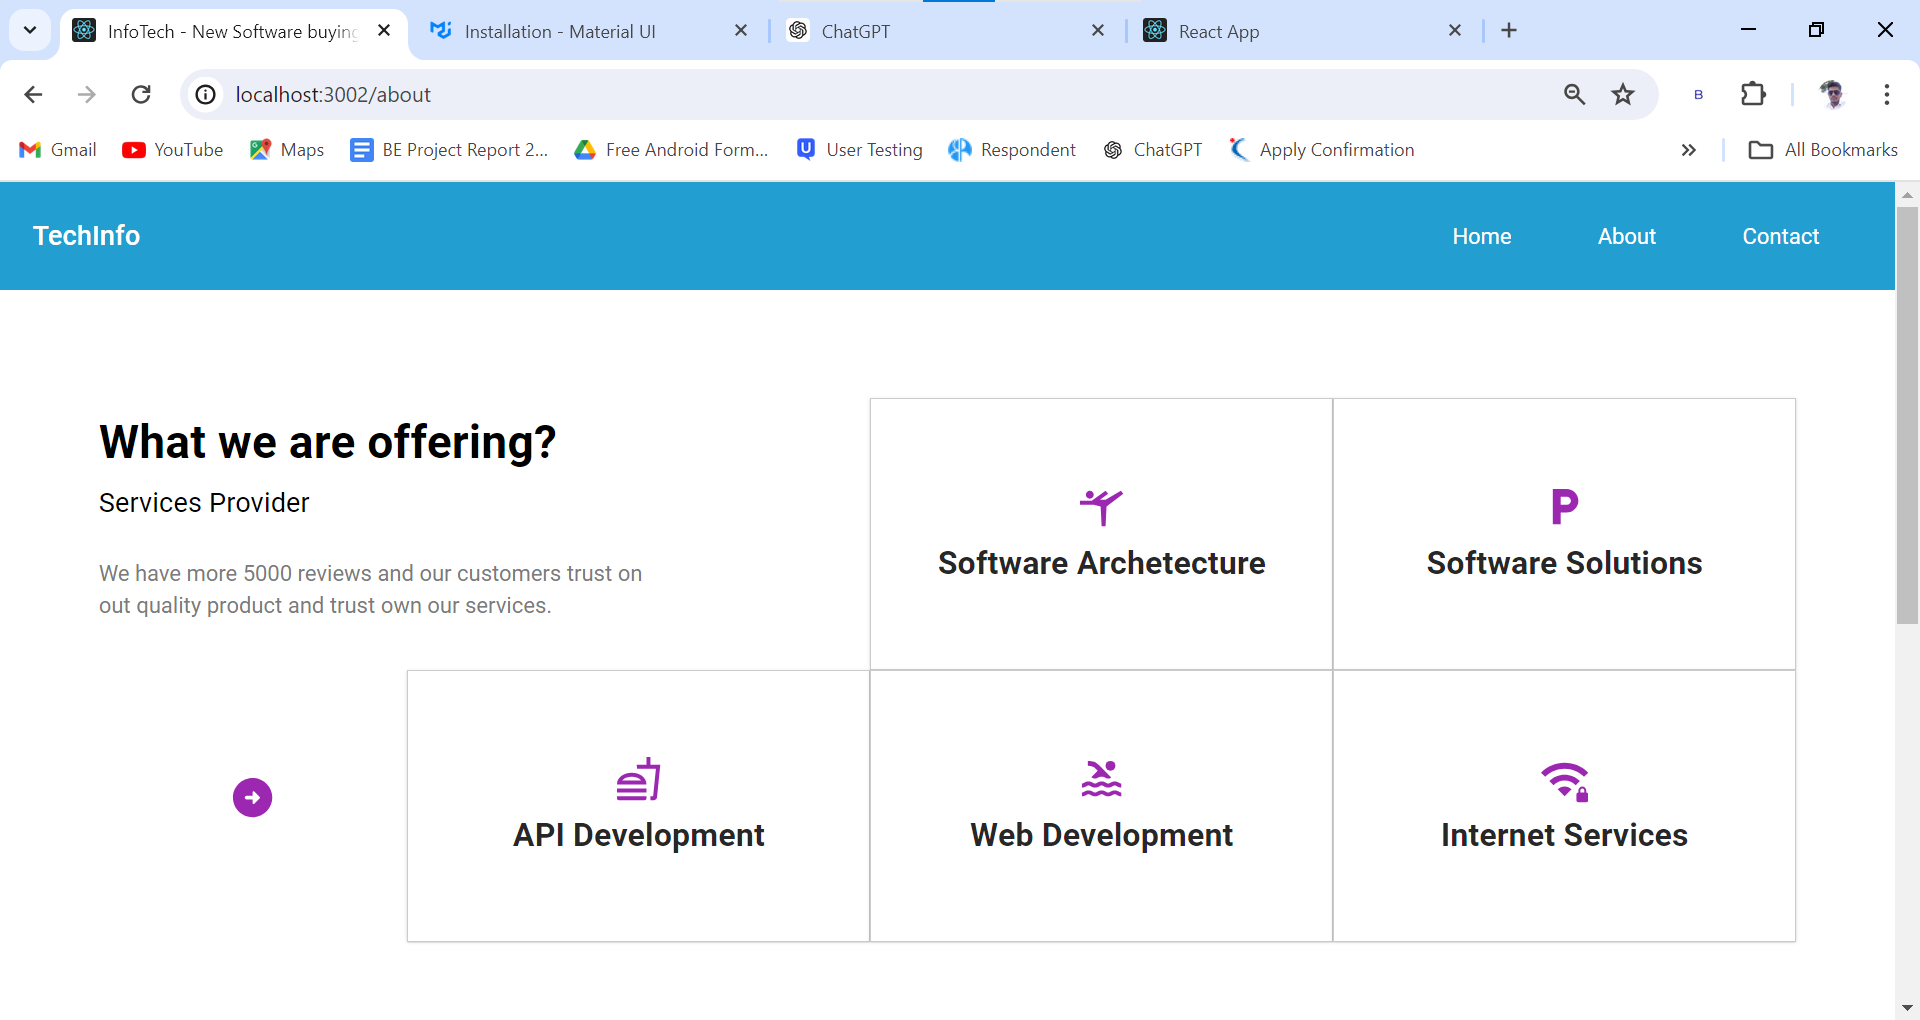 InfoTech - New Software buying
Installation - Material UI
ChatGPT
React App
localhost:3002/about
B
Gmail
YouTube
Maps
BE Project Report 2...
Free Android Form...
User Testing
Respondent
ChatGPT
Apply Confirmation
All Bookmarks
TechInfo
Home
About
Contact
What we are offering?
Services Provider
We have more 5000 reviews and our customers trust on
out quality product and trust own our services.
Software Archetecture
P
Software Solutions
API Development
Web Development
Internet Services